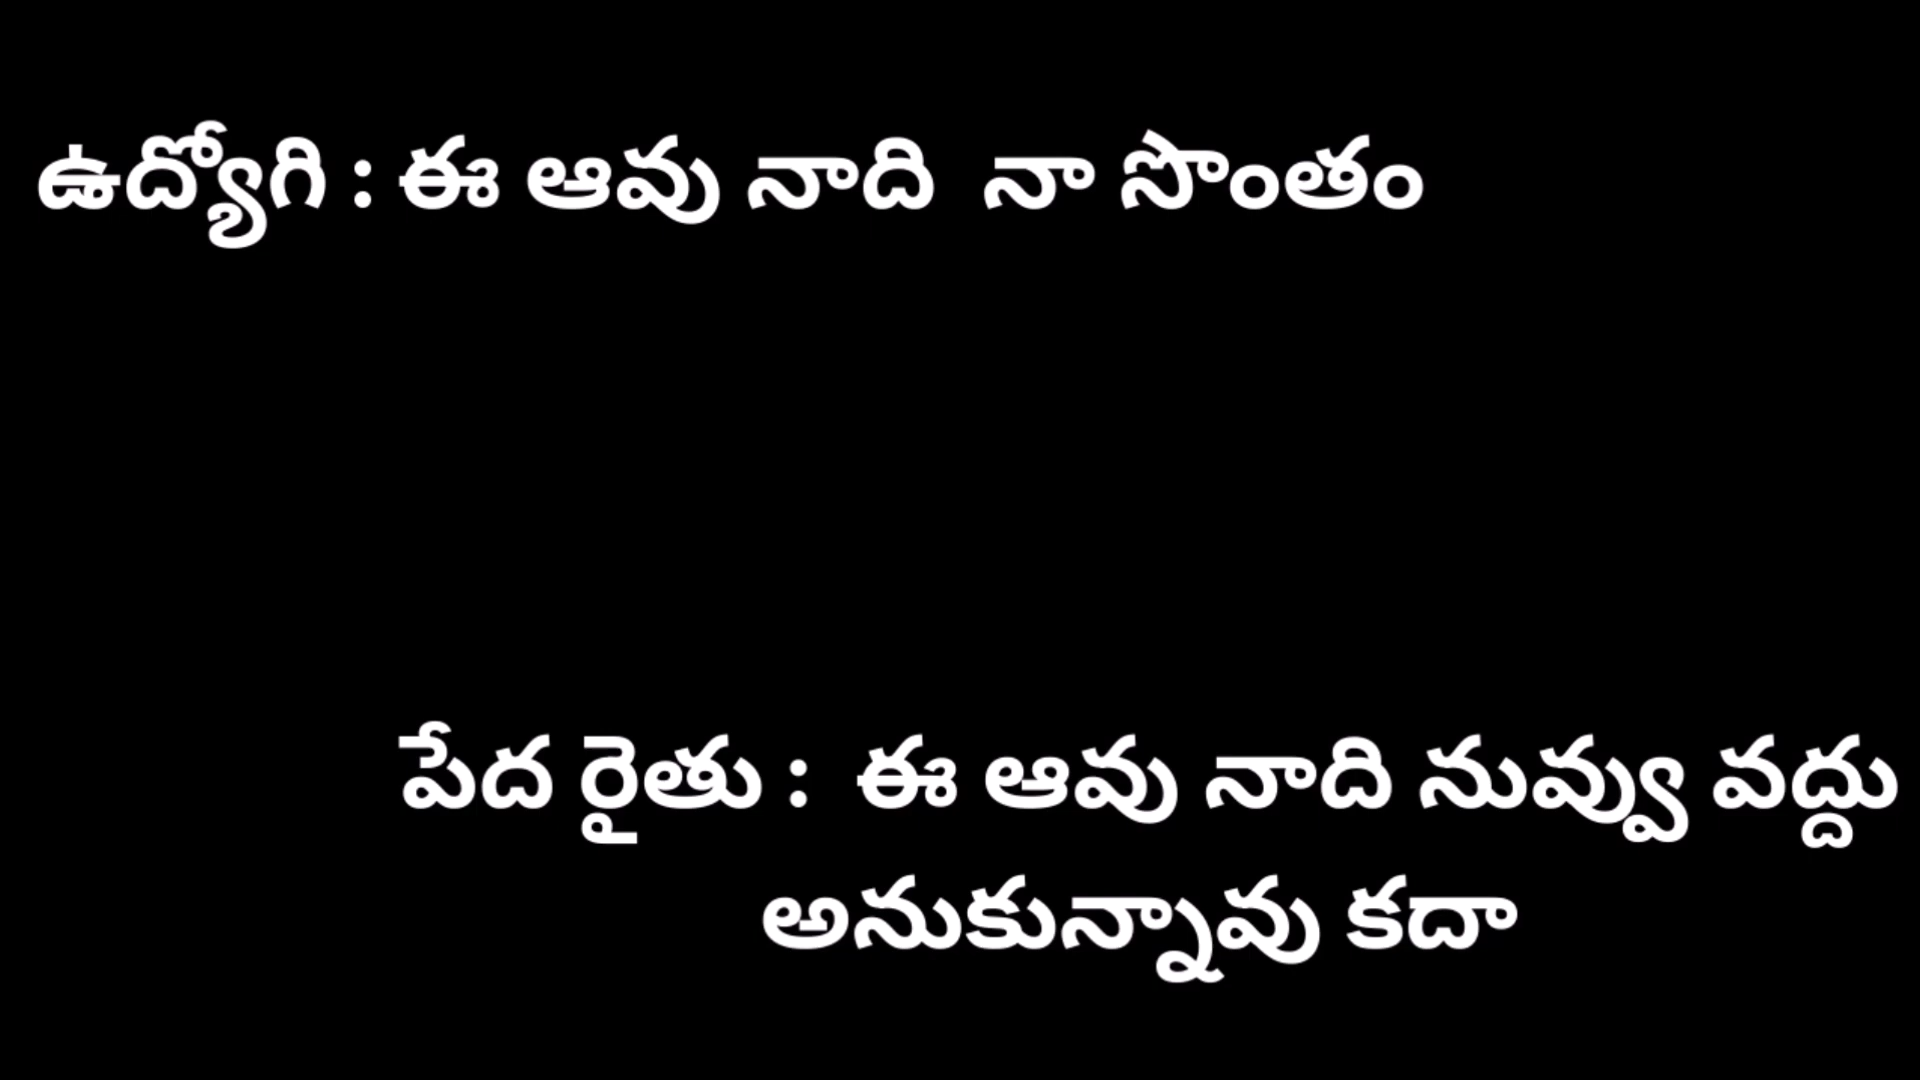 ఉద్యోగి : ఈ ఆవు నాది నా సొంతం
పేద రైతు : ఈ ఆవు నాది నువ్వు వద్దు
అనుకున్నావు కదా